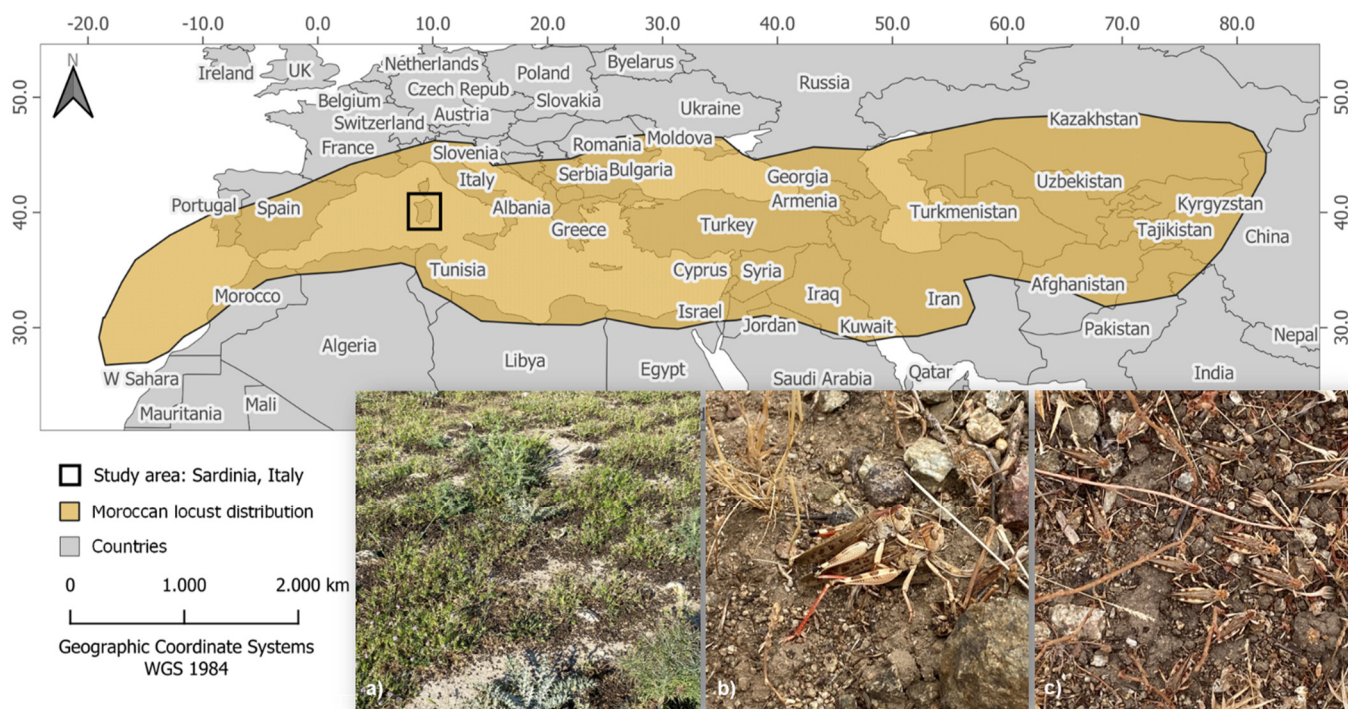 -20.0 -10.0 0.0 10.0 20.0 30.0 40.0 50.0 60.0 70.0 80.0
N
Ireland
UK
Nétherlands
Poland
Byelarus
Russia
Czech Repub
Belgium
Slovakia
Ukraine
50.0
50.0
Austria
Switzerland
Kazakhstan
France
Slovenia
Romania
Moldova
Italy
Serbia
Bulgaria
Georgia
Uzbekistan
Portugal
Spain
Albania
Armenia
Kyrgyzstan
40.0
40.0
Turkmenistan
Greece
Turkey
Tajikistan
China
Tunisia
Cyprus
Syria
Afghanistan
Morocco
Iraq
Iran
Israel
30.0
30.0
Jordan
Kuwait
Pakistan
Nepal
Algeria
Libya
Egypt
W Sahara
Saudi Arabia
Qatar
India
Mauritania
Mali
Study area: Sardinia, Italy
Moroccan locust distribution
Countries
0 1.000 2.000 km
Geographic Coordinate Systems
WGS 1984
a)
b)
c)